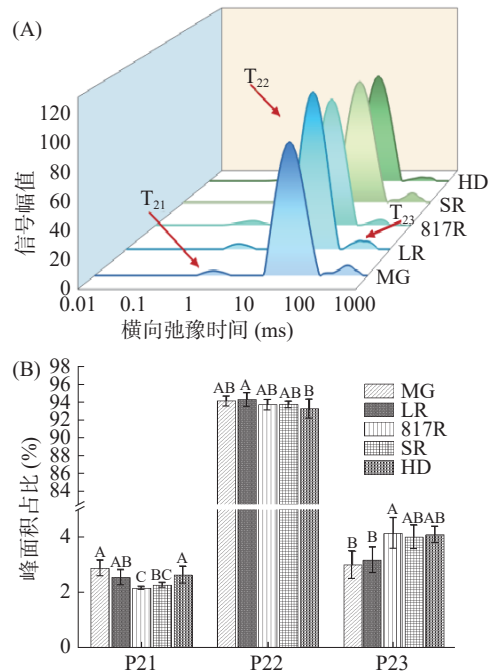 (A)
T₂₂
T₂₁
T₂₃
信号幅值
120
100
80
60
40
20
0
0.01 0.1 1 10 100 1000
横向弛豫时间 (ms)
HD
SR
817R
LR
MG
(B)
峰面积占比 (%)
98
96
94
92
90
88
86
84
4
2
0
MG
LR
817R
SR
HD
A AB C BC A
AB A AB AB B
B B A AB AB
P21 P22 P23